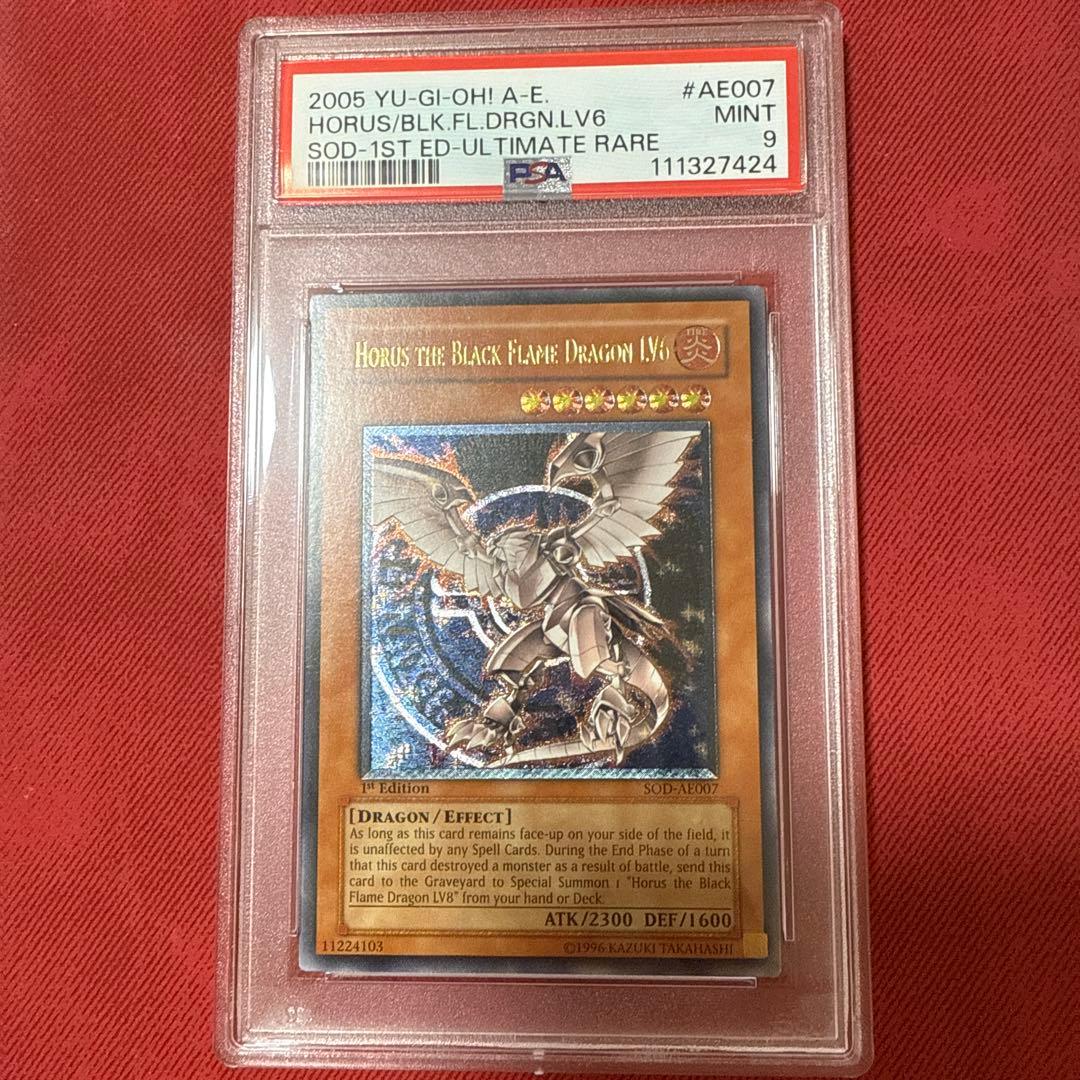 2005 YU-GI-OH! A-E. #AE007
HORUS/BLK.FL.DRGN.LV6 MINT
SOD-1ST ED-ULTIMATE RARE 9
PSA 111327424
HORUS THE BLACK FLAME DRAGON LV6
FIRE
炎
1st Edition SOD-AE007
[DRAGON/EFFECT]
As long as this card remains face-up on your side of the field, it
is unaffected by any Spell Cards. During the End Phase of a turn
that this card destroyed a monster as a result of battle, send this
card to the Graveyard to Special Summon 1 "Horus the Black
Flame Dragon LV8" from your hand or Deck.
ATK/2300 DEF/1600
11224103 ©1996 KAZUKI TAKAHASHI